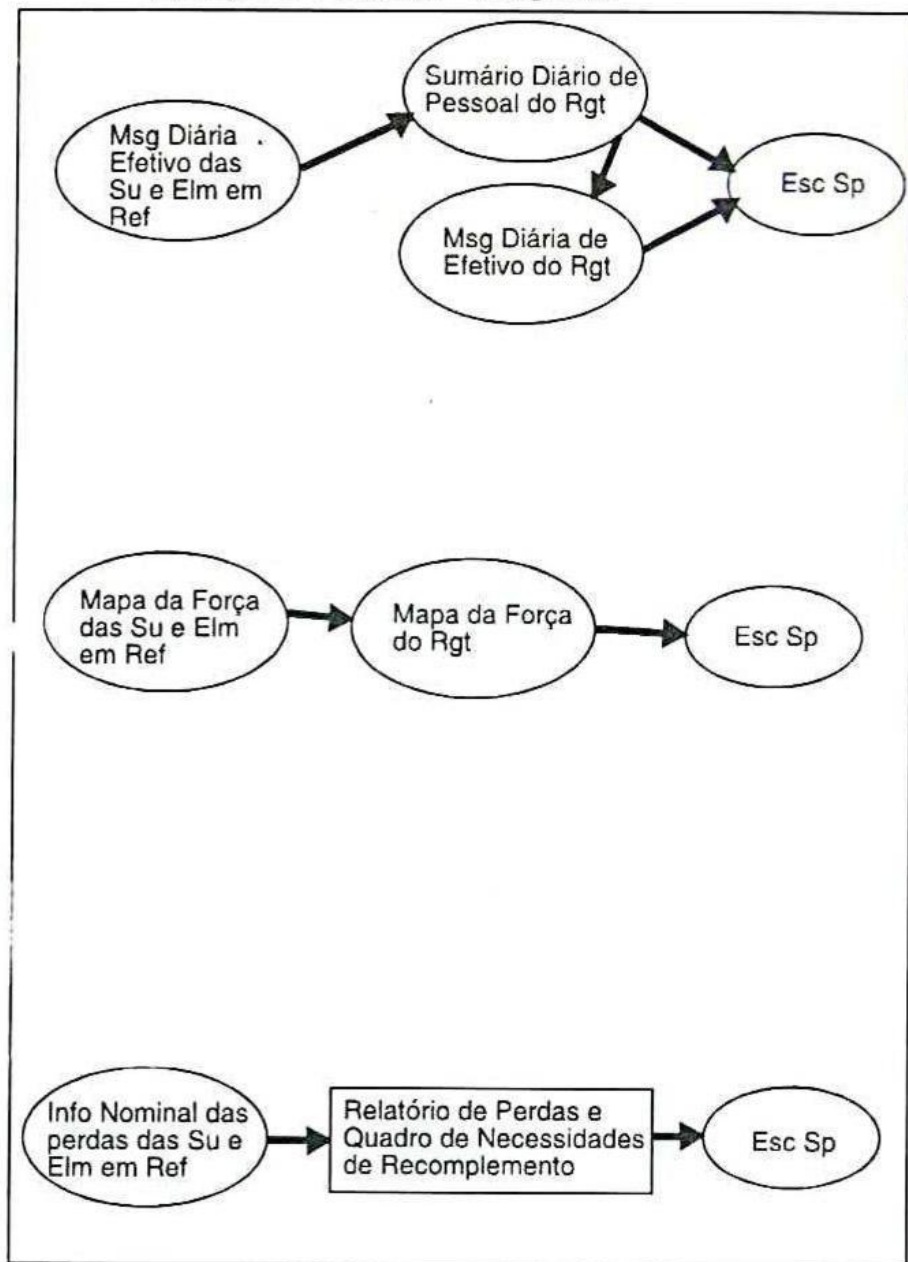 Sumário Diário de
Pessoal do Rgt
Msg Diária
Efetivo das
Su e Elm em
Ref
Esc Sp
Msg Diária de
Efetivo do Rgt
Mapa da Força
das Su e Elm
em Ref
Mapa da Força
do Rgt
Esc Sp
Info Nominal das
perdas das Su e
Elm em Ref
Relatório de Perdas e
Quadro de Necessidades
de Recomplemento
Esc Sp